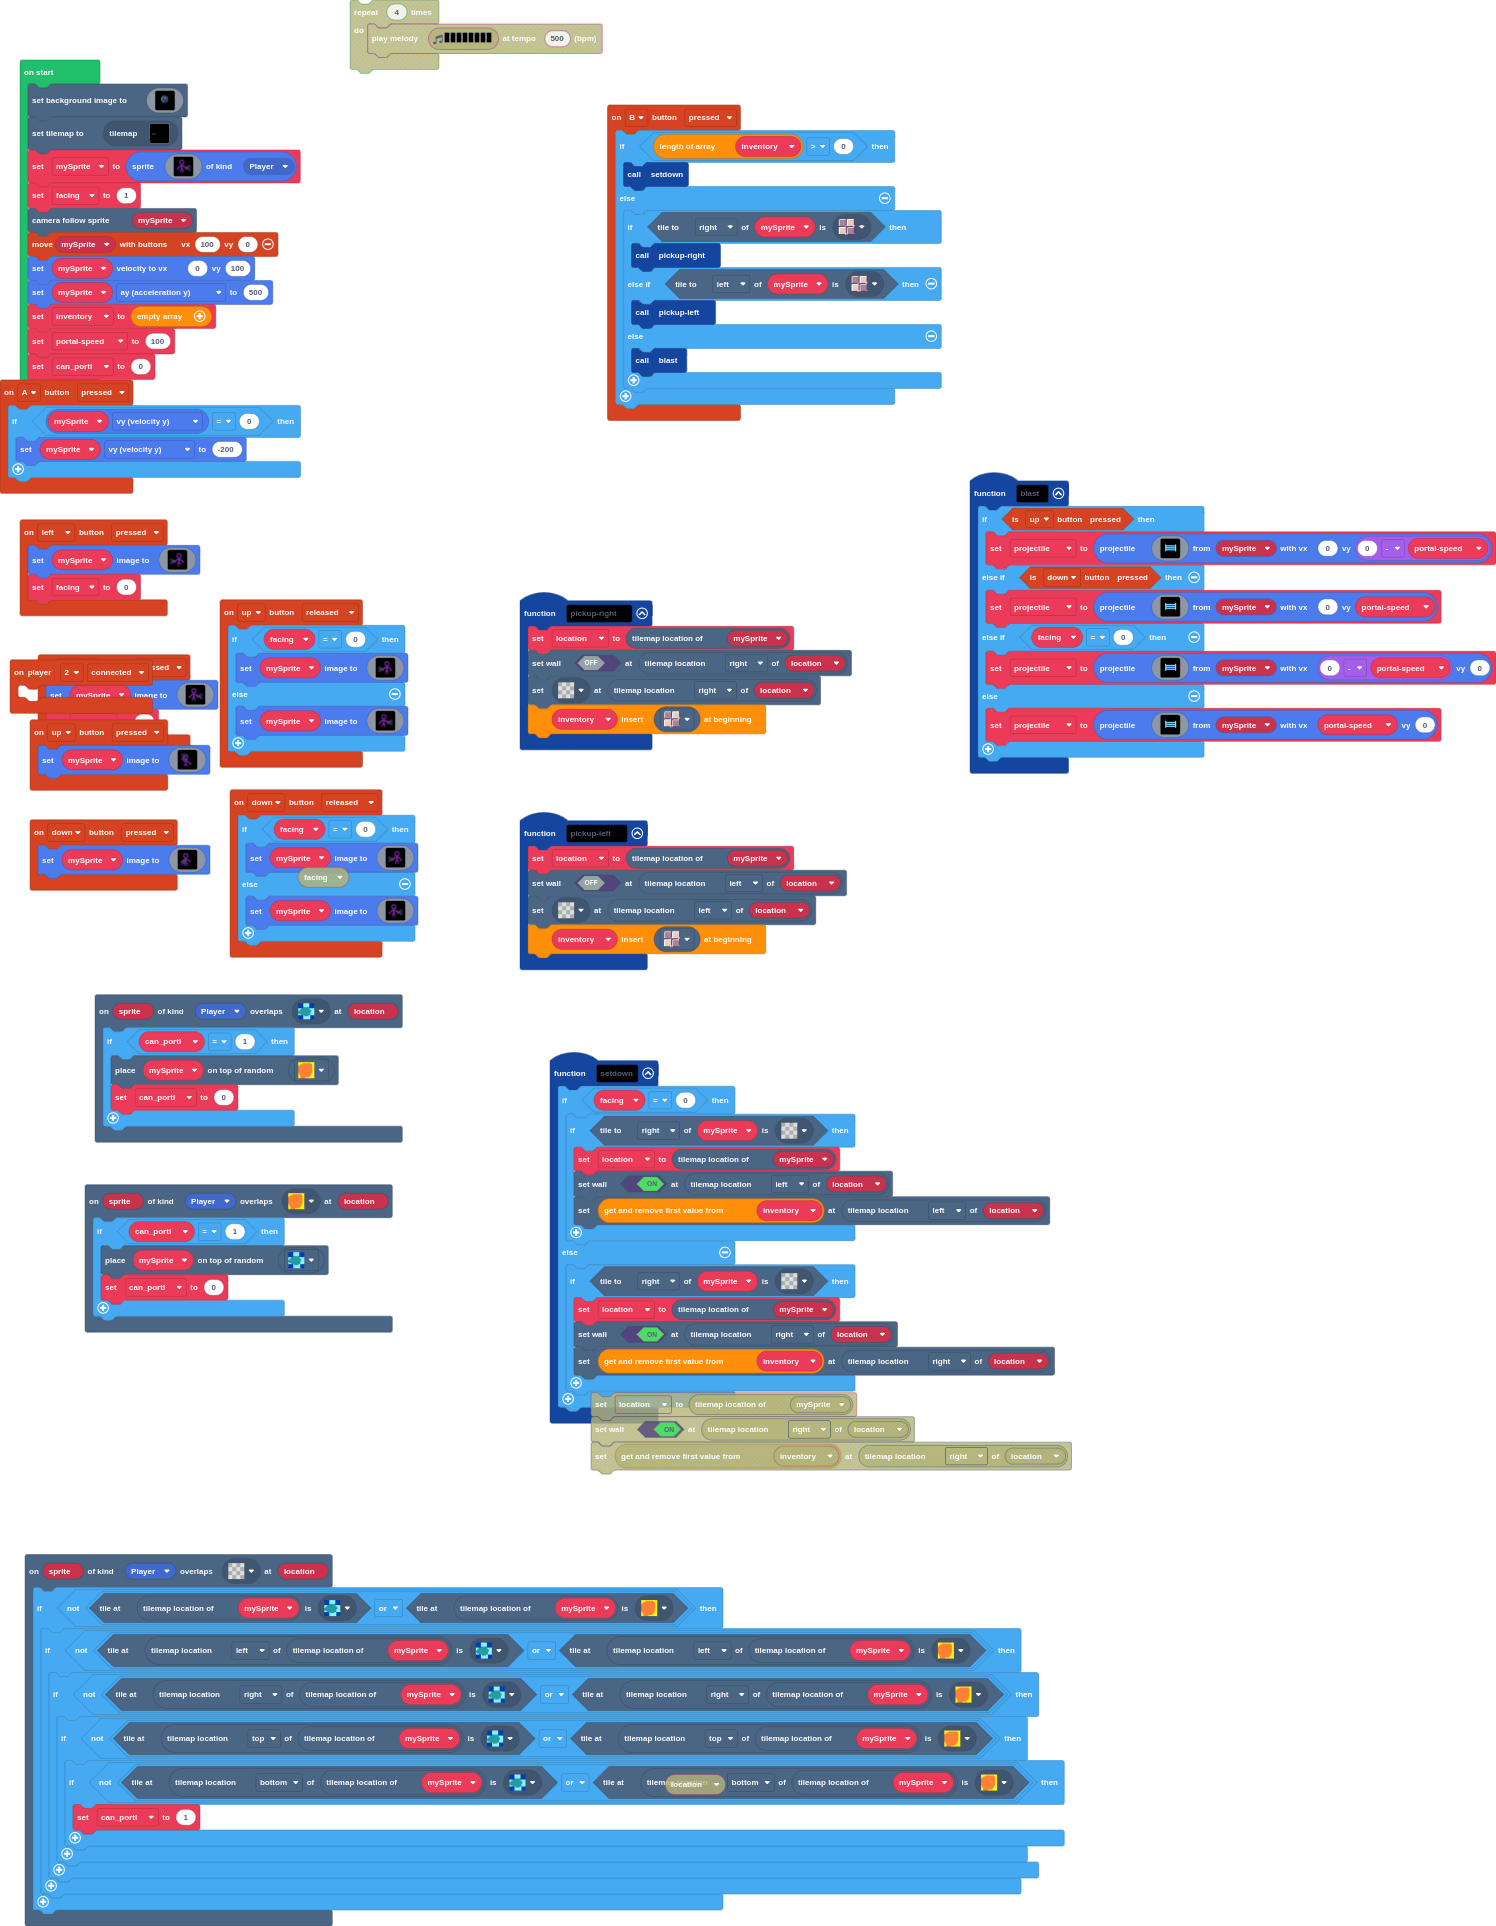 repeat 4 times
do
play melody at tempo 500 (bpm)
on start
set background image to
set tilemap to tilemap
set mySprite to sprite of kind Player
set facing to 1
camera follow sprite mySprite
move mySprite with buttons vx 100 vy 0
set mySprite velocity to vx 0 vy 100
set mySprite ay (acceleration y) to 500
set inventory to empty array
set portal-speed to 100
set can_portl to 0
on A button pressed
if mySprite vy (velocity y) = 0 then
set mySprite vy (velocity y) to -200
on B button pressed
if length of array inventory > 0 then
call setdown
else
if tile to right of mySprite is then
call pickup-right
else if tile to left of mySprite is then
call pickup-left
else
call blast
on left button pressed
set mySprite image to
set facing to 0
on player 2 connected
ssed
set mySprite image to
on up button pressed
set mySprite image to
on down button pressed
set mySprite image to
on up button released
if facing = 0 then
set mySprite image to
else
set mySprite image to
on down button released
if facing = 0 then
set mySprite image to
facing
else
set mySprite image to
function pickup-right
set location to tilemap location of mySprite
set wall OFF at tilemap location right of location
set at tilemap location right of location
inventory insert at beginning
function pickup-left
set location to tilemap location of mySprite
set wall OFF at tilemap location left of location
set at tilemap location left of location
inventory insert at beginning
function blast
if is up button pressed then
set projectile to projectile from mySprite with vx 0 vy 0 - portal-speed
else if is down button pressed then
set projectile to projectile from mySprite with vx 0 vy portal-speed
else if facing = 0 then
set projectile to projectile from mySprite with vx 0 - portal-speed vy 0
else
set projectile to projectile from mySprite with vx portal-speed vy 0
on sprite of kind Player overlaps at location
if can_portl = 1 then
place mySprite on top of random
set can_portl to 0
on sprite of kind Player overlaps at location
if can_portl = 1 then
place mySprite on top of random
set can_portl to 0
function setdown
if facing = 0 then
if tile to right of mySprite is then
set location to tilemap location of mySprite
set wall ON at tilemap location left of location
set get and remove first value from inventory at tilemap location left of location
else
if tile to right of mySprite is then
set location to tilemap location of mySprite
set wall ON at tilemap location right of location
set get and remove first value from inventory at tilemap location right of location
set location to tilemap location of mySprite
set wall ON at tilemap location right of location
set get and remove first value from inventory at tilemap location right of location
on sprite of kind Player overlaps at location
if not tile at tilemap location of mySprite is or tile at tilemap location of mySprite is then
if not tile at tilemap location left of tilemap location of mySprite is or tile at tilemap location left of tilemap location of mySprite is then
if not tile at tilemap location right of tilemap location of mySprite is or tile at tilemap location right of tilemap location of mySprite is then
if not tile at tilemap location top of tilemap location of mySprite is or tile at tilemap location top of tilemap location of mySprite is then
if not tile at tilemap location bottom of tilemap location of mySprite is or tile at tilem location bottom of tilemap location of mySprite is then
set can_portl to 1